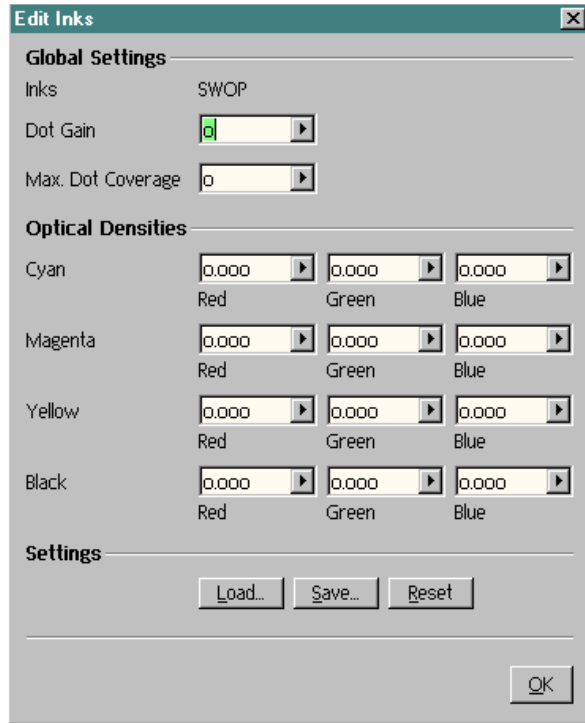 Edit Inks
Global Settings
Inks SWOP
Dot Gain 0
Max. Dot Coverage 0
Optical Densities
Cyan 0.000 0.000 0.000
Red Green Blue
Magenta 0.000 0.000 0.000
Red Green Blue
Yellow 0.000 0.000 0.000
Red Green Blue
Black 0.000 0.000 0.000
Red Green Blue
Settings
Load... Save... Reset
OK